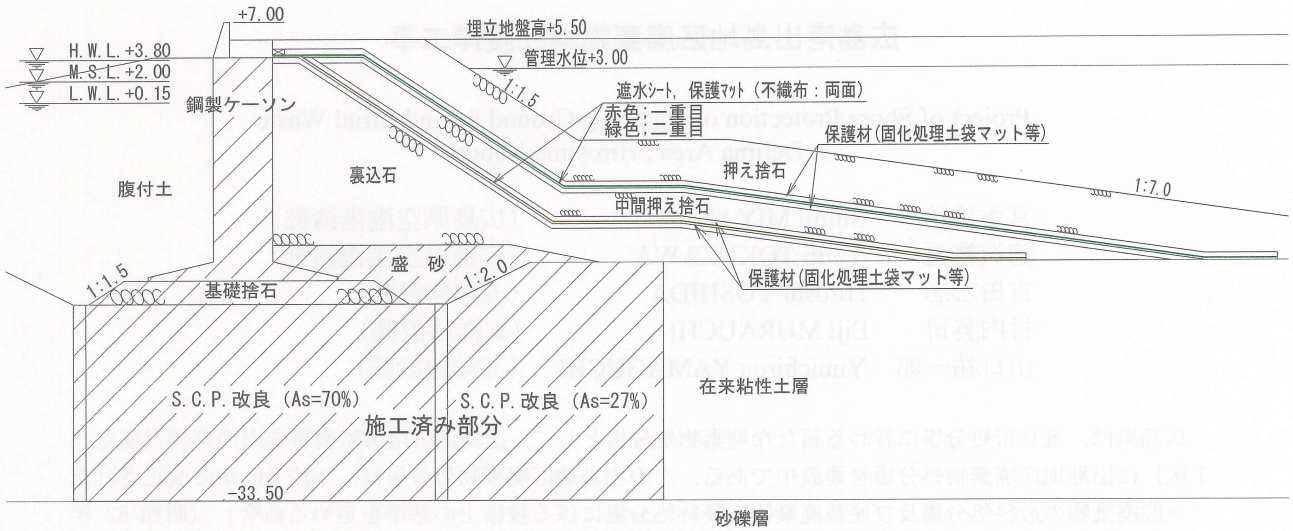 +7.00
埋立地盤高+5.50
H.W.L.+3.80
管理水位+3.00
M.S.L.+2.00
L.W.L.+0.15
1:1.5
遮水シート, 保護マット (不織布:両面)
赤色;一重目
緑色;二重目
鋼製ケーソン
保護材(固化処理土袋マット等)
押え捨石
1:7.0
腹付土
裏込石
中間押え捨石
盛砂
1:1.5
1:2.0
保護材(固化処理土袋マット等)
基礎捨石
在来粘性土層
S.C.P.改良 (As=70%)
S.C.P.改良 (As=27%)
施工済み部分
-33.50
砂礫層